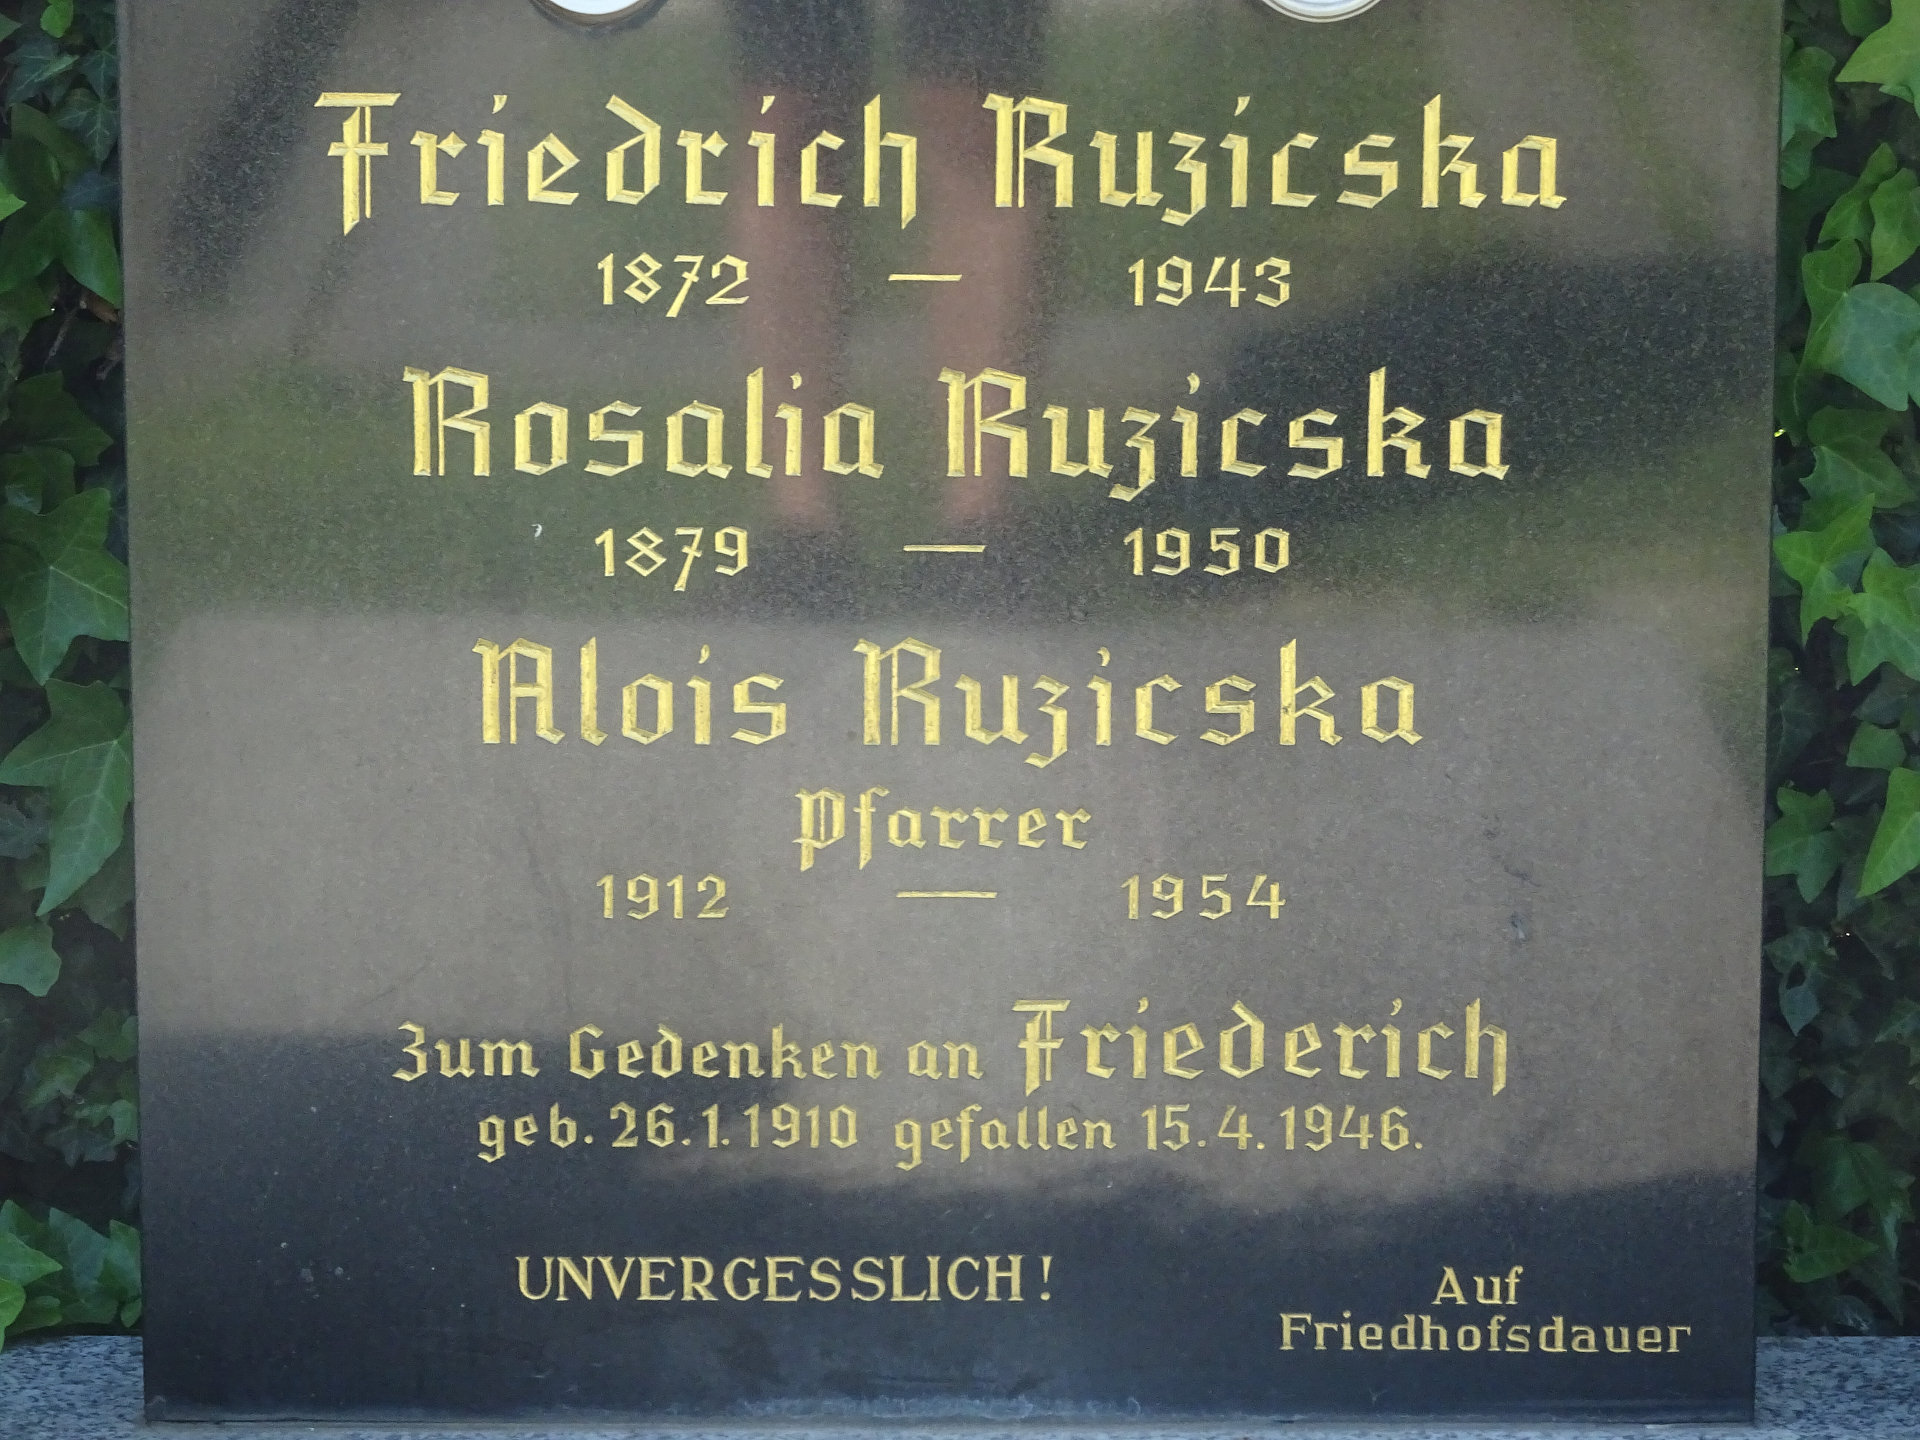 Friedrich Ruzicska
1872 — 1943
Rosalia Ruzicska
1879 — 1950
Alois Ruzicska
Pfarrer
1912 — 1954
Zum Gedenken an Friederich
geb. 26.1.1910 gefallen 15.4.1946.
UNVERGESSLICH!
Auf
Friedhofsdauer